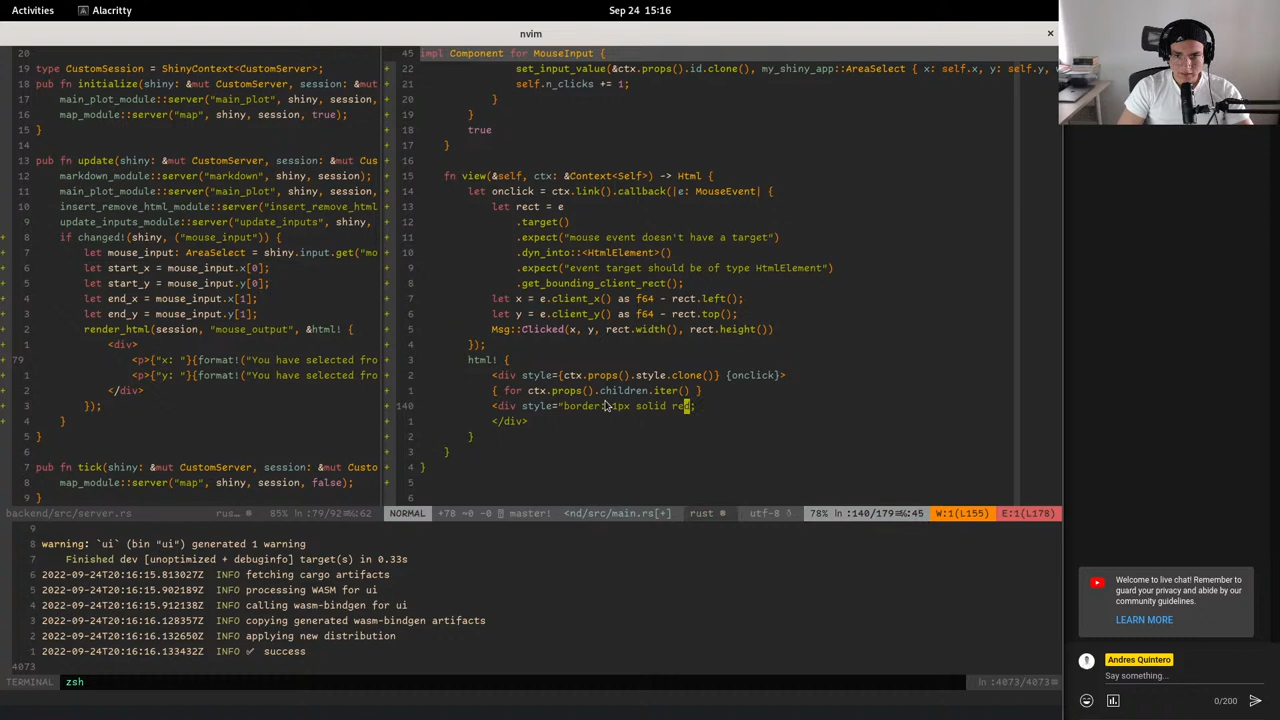 Activities
Alacritty
Sep 24 15:16
nvim
×
20
19 type CustomSession = ShinyContext<CustomServer>;
18 pub fn initialize(shiny: &mut CustomServer, session: &mut
17 main_plot_module::server("main_plot", shiny, session,
16 map_module::server("map", shiny, session, true);
15 }
14
13 pub fn update(shiny: &mut CustomServer, session: &mut Cus
12 markdown_module::server("markdown", shiny, session);
11 main_plot_module::server("main_plot", shiny, session,
10 insert_remove_html_module::server("insert_remove_html
9 update_inputs_module::server("update_inputs", shiny,
+ 8 if changed!(shiny, ("mouse_input")) {
+ 7 let mouse_input: AreaSelect = shiny.input.get("mo
+ 6 let start_x = mouse_input.x[0];
+ 5 let start_y = mouse_input.y[0];
+ 4 let end_x = mouse_input.x[1];
+ 3 let end_y = mouse_input.y[1];
+ 2 render_html(session, "mouse_output", &html! {
+ 1 <div>
79 <p>{"x: "}{format!("You have selected fro
+ 1 <p>{"y: "}{format!("You have selected fro
+ 2 </div>
+ 3 });
+ 4 }
5 }
6
7 pub fn tick(shiny: &mut CustomServer, session: &mut Custo
8 map_module::server("map", shiny, session, false);
9 }
backend/src/server.rs rus… 85% ln :79/92 :62
45 impl Component for MouseInput {
+ 22 set_input_value(&ctx.props().id.clone(), my_shiny_app::AreaSelect { x: self.x, y: self.y,
+ 21 self.n_clicks += 1;
+ 20 }
+ 19 }
+ 18 true
+ 17 }
+ 16
+ 15 fn view(&self, ctx: &Context<Self>) -> Html {
+ 14 let onclick = ctx.link().callback(|e: MouseEvent| {
+ 13 let rect = e
+ 12 .target()
+ 11 .expect("mouse event doesn't have a target")
+ 10 .dyn_into::<HtmlElement>()
+ 9 .expect("event target should be of type HtmlElement")
+ 8 .get_bounding_client_rect();
+ 7 let x = e.client_x() as f64 - rect.left();
+ 6 let y = e.client_y() as f64 - rect.top();
+ 5 Msg::Clicked(x, y, rect.width(), rect.height())
+ 4 });
+ 3 html! {
+ 2 <div style={ctx.props().style.clone()} {onclick}>
+ 1 { for ctx.props().children.iter() }
+ 140 <div style="border: 1px solid red;
+ 1 </div>
+ 2 }
+ 3 }
+ 4 }
+ 5
+ 6
NORMAL +78 ~0 -0 master! <nd/src/main.rs[+] rust utf-8 78% ln :140/179 :45 W:1(L155) E:1(L178)
9
8 warning: `ui` (bin "ui") generated 1 warning
7 Finished dev [unoptimized + debuginfo] target(s) in 0.33s
6 2022-09-24T20:16:15.813027Z INFO fetching cargo artifacts
5 2022-09-24T20:16:15.902189Z INFO processing WASM for ui
4 2022-09-24T20:16:15.912138Z INFO calling wasm-bindgen for ui
3 2022-09-24T20:16:16.128357Z INFO copying generated wasm-bindgen artifacts
2 2022-09-24T20:16:16.132650Z INFO applying new distribution
1 2022-09-24T20:16:16.133432Z INFO ✔ success
4073
TERMINAL zsh ln :4073/4073
Welcome to live chat! Remember to
guard your privacy and abide by our
community guidelines.
LEARN MORE
Andres Quintero
Say something...
0/200